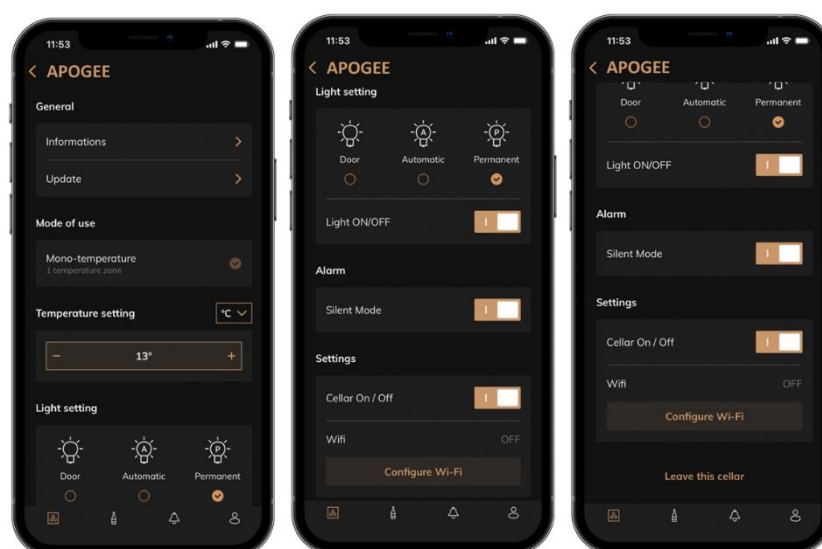 11:53
APOGEE
General
Informations
Update
Mode of use
Mono-temperature
1 temperature zone
Temperature setting
°C
− 13° +
Light setting
A P
Door Automatic Permanent
11:53
APOGEE
Light setting
A P
Door Automatic Permanent
Light ON/OFF
Alarm
Silent Mode
Settings
Cellar On / Off
Wifi OFF
Configure Wi-Fi
11:53
APOGEE
Door Automatic Permanent
Light ON/OFF
Alarm
Silent Mode
Settings
Cellar On / Off
Wifi OFF
Configure Wi-Fi
Leave this cellar